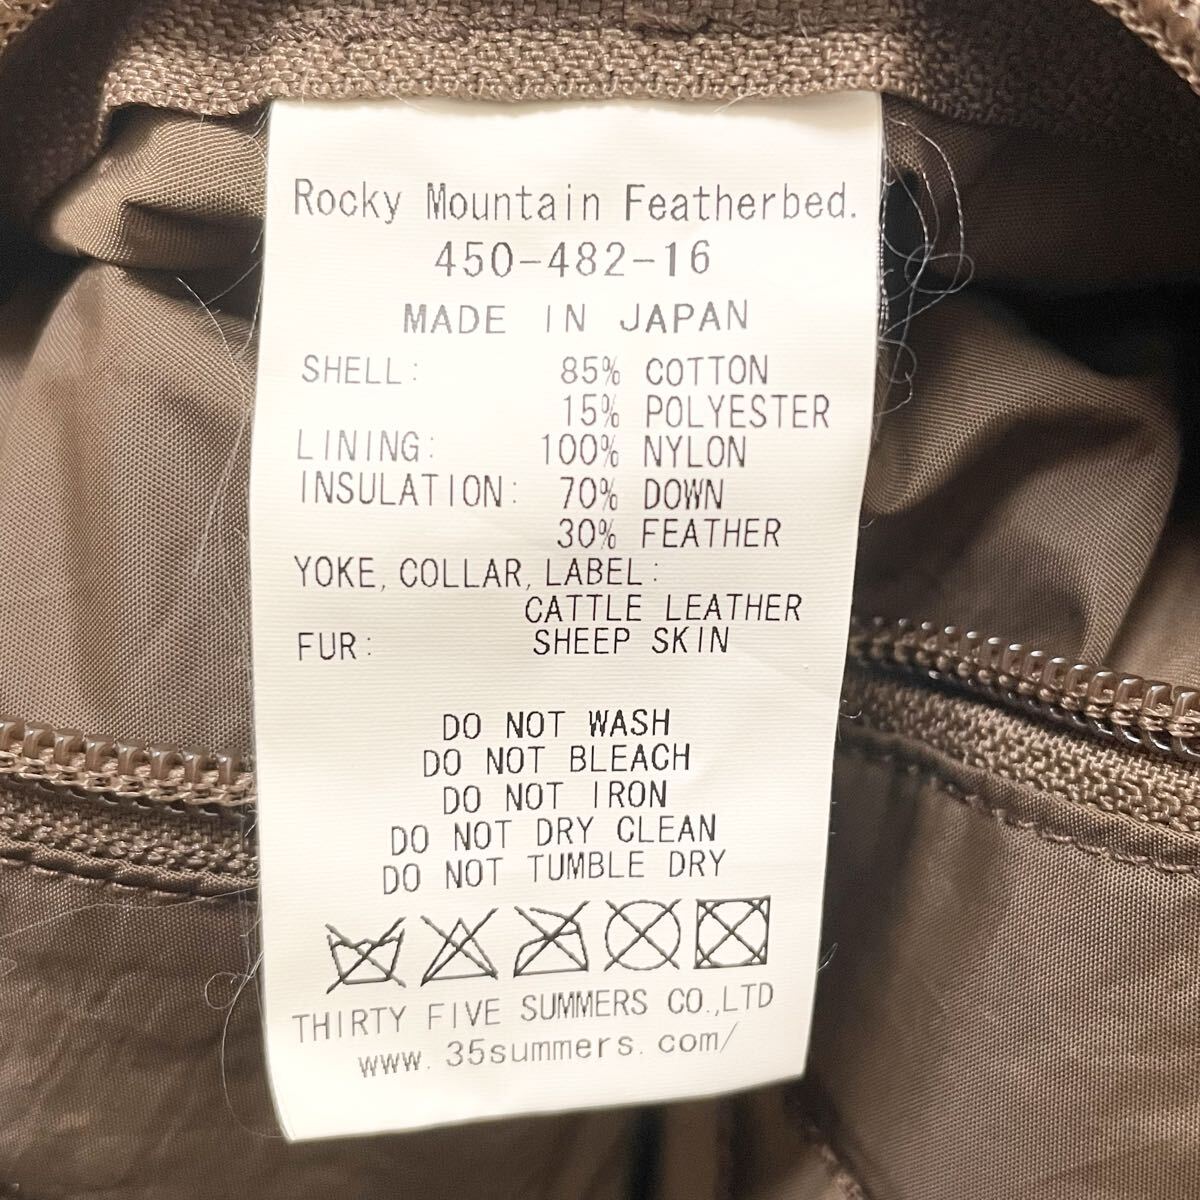 Rocky Mountain Featherbed.
450-482-16
MADE IN JAPAN
SHELL: 85% COTTON
15% POLYESTER
LINING: 100% NYLON
INSULATION: 70% DOWN
30% FEATHER
YOKE, COLLAR, LABEL:
CATTLE LEATHER
FUR: SHEEP SKIN
DO NOT WASH
DO NOT BLEACH
DO NOT IRON
DO NOT DRY CLEAN
DO NOT TUMBLE DRY
THIRTY FIVE SUMMERS CO.,LTD
www.35summers.com/